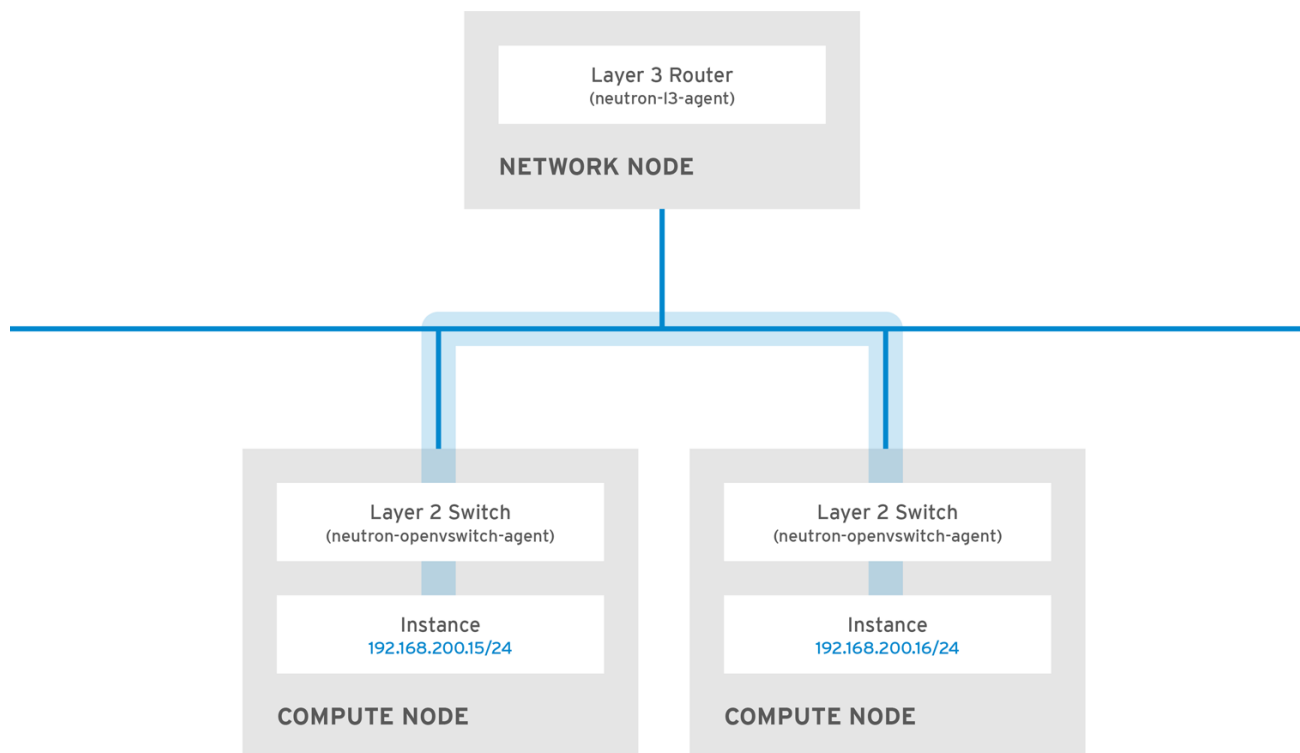 Layer 3 Router
(neutron-l3-agent)
NETWORK NODE
Layer 2 Switch
(neutron-openvswitch-agent)
Instance
192.168.200.15/24
COMPUTE NODE
Layer 2 Switch
(neutron-openvswitch-agent)
Instance
192.168.200.16/24
COMPUTE NODE